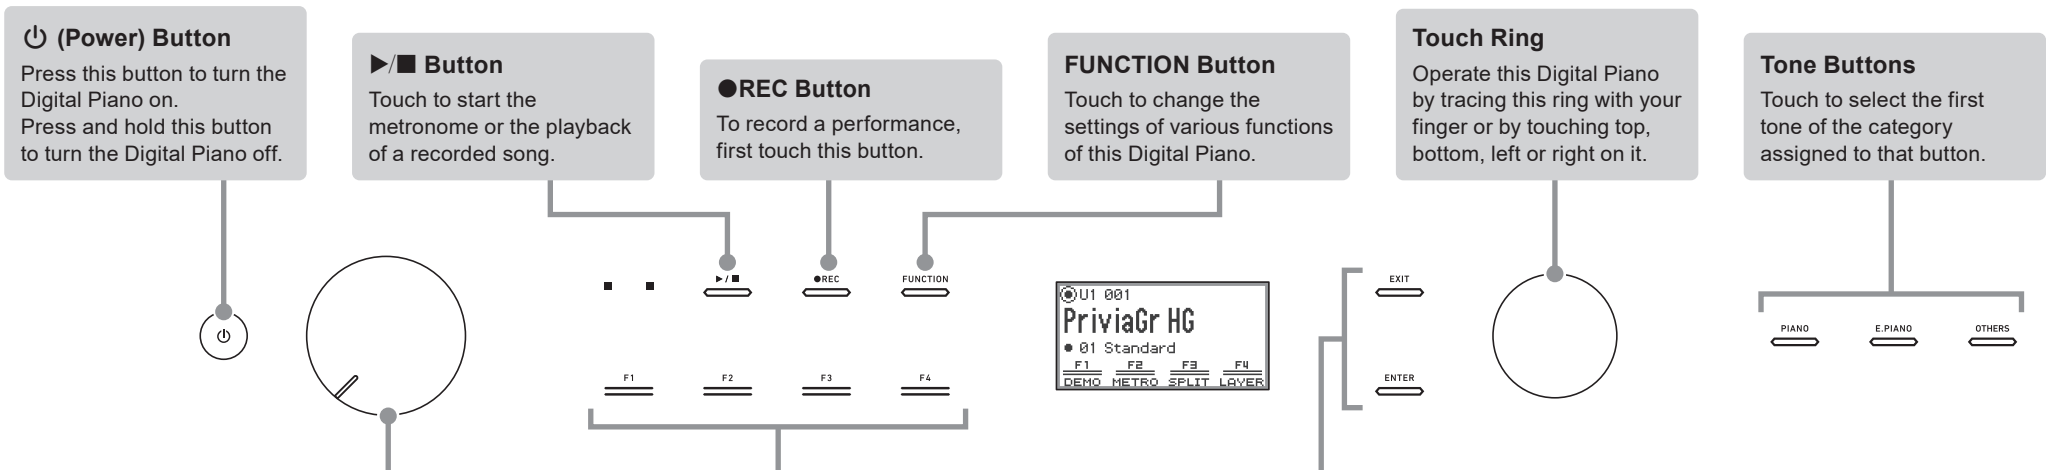 ⏻ (Power) Button
Press this button to turn the
Digital Piano on.
Press and hold this button
to turn the Digital Piano off.
▶/■ Button
Touch to start the
metronome or the playback
of a recorded song.
●REC Button
To record a performance,
first touch this button.
FUNCTION Button
Touch to change the
settings of various functions
of this Digital Piano.
Touch Ring
Operate this Digital Piano
by tracing this ring with your
finger or by touching top,
bottom, left or right on it.
Tone Buttons
Touch to select the first
tone of the category
assigned to that button.
▶/■
●REC
FUNCTION
F1
F2
F3
F4
U1 001
PriviaGr HG
● 01 Standard
F1 F2 F3 F4
DEMO METRO SPLIT LAYER
EXIT
ENTER
PIANO
E.PIANO
OTHERS